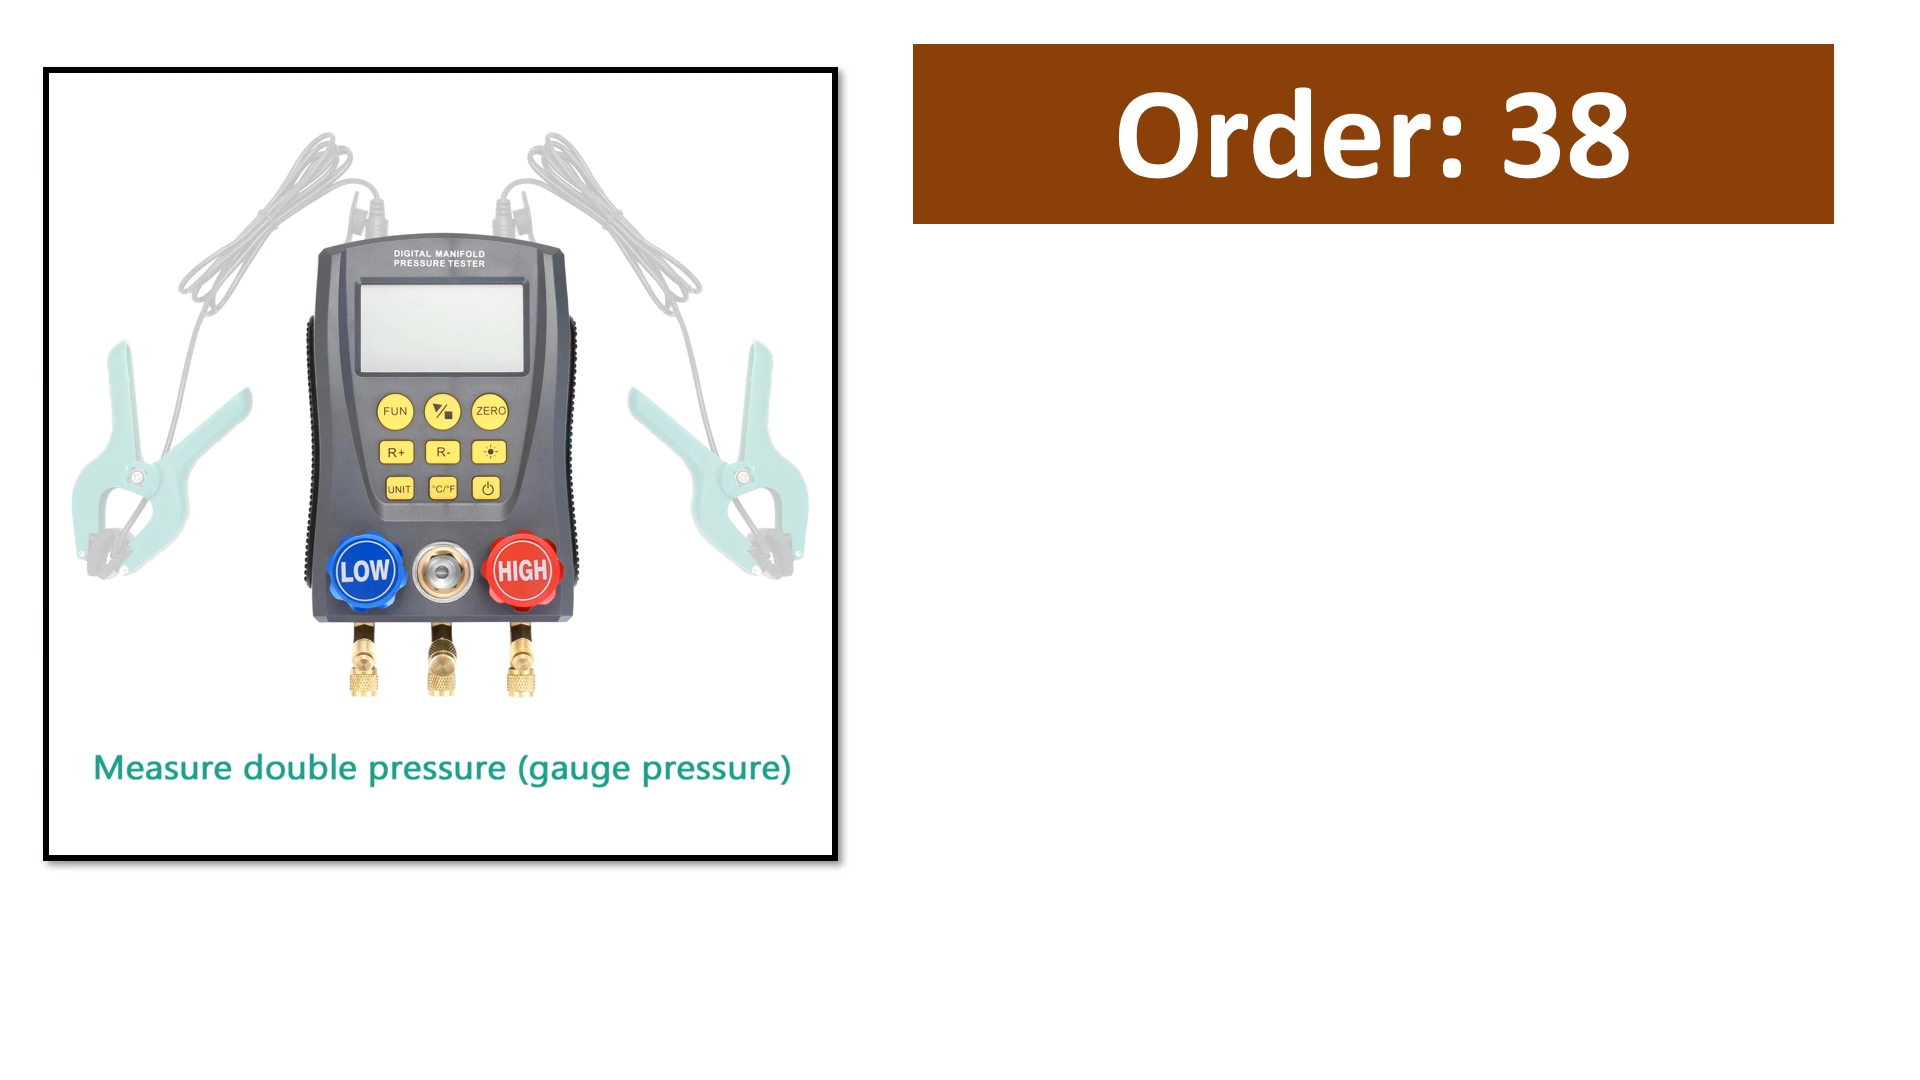 Order: 38
DIGITAL MANIFOLD
PRESSURE TESTER
FUN
ZERO
R+
R-
UNIT
°C/°F
LOW
HIGH
Measure double pressure (gauge pressure)